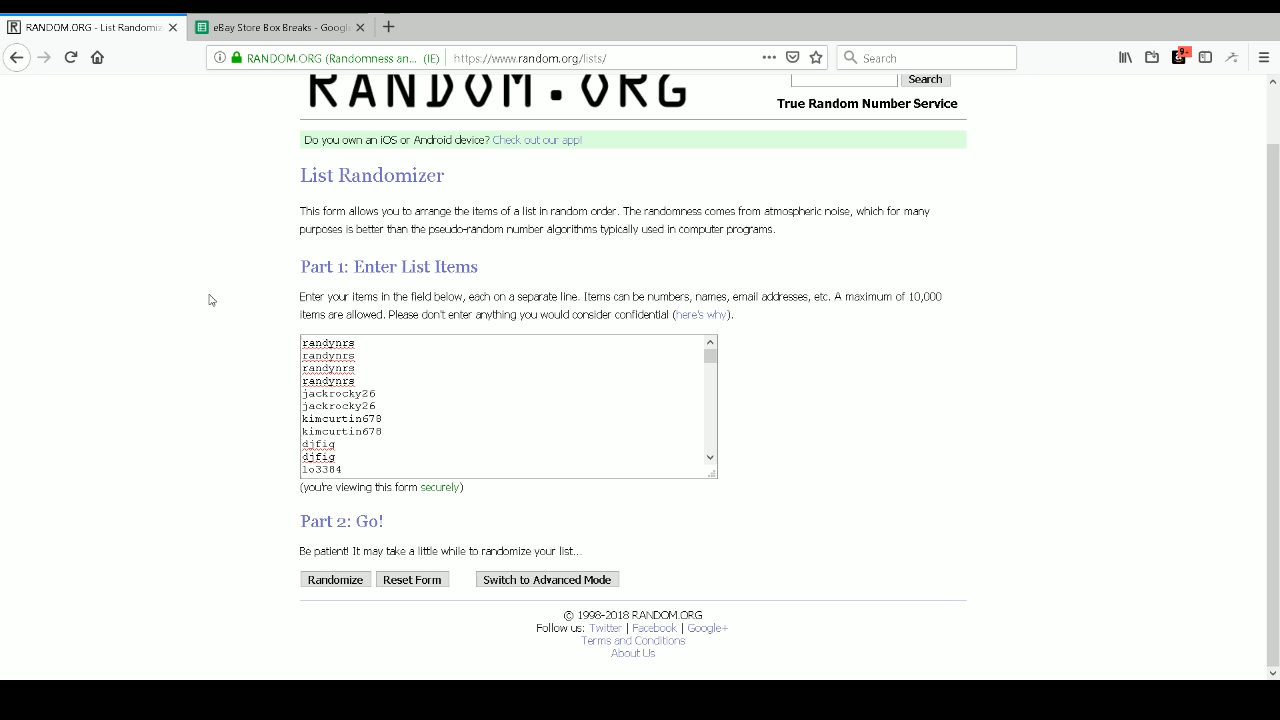 RANDOM.ORG - List Randomiz
eBay Store Box Breaks - Googl
RANDOM.ORG (Randomness an... (IE)
https://www.random.org/lists/
Search
9+
RANDOM.ORG
Search
True Random Number Service
Do you own an iOS or Android device? Check out our app!
List Randomizer
This form allows you to arrange the items of a list in random order. The randomness comes from atmospheric noise, which for many
purposes is better than the pseudo-random number algorithms typically used in computer programs.
Part 1: Enter List Items
Enter your items in the field below, each on a separate line. Items can be numbers, names, email addresses, etc. A maximum of 10,000
items are allowed. Please don't enter anything you would consider confidential (here's why).
randynrs
randynrs
randynrs
randynrs
jackrocky26
jackrocky26
kimcurtin678
kimcurtin678
djfig
djfig
lo3384
(you're viewing this form securely)
Part 2: Go!
Be patient! It may take a little while to randomize your list...
Randomize Reset Form Switch to Advanced Mode
© 1998-2018 RANDOM.ORG
Follow us: Twitter | Facebook | Google+
Terms and Conditions
About Us